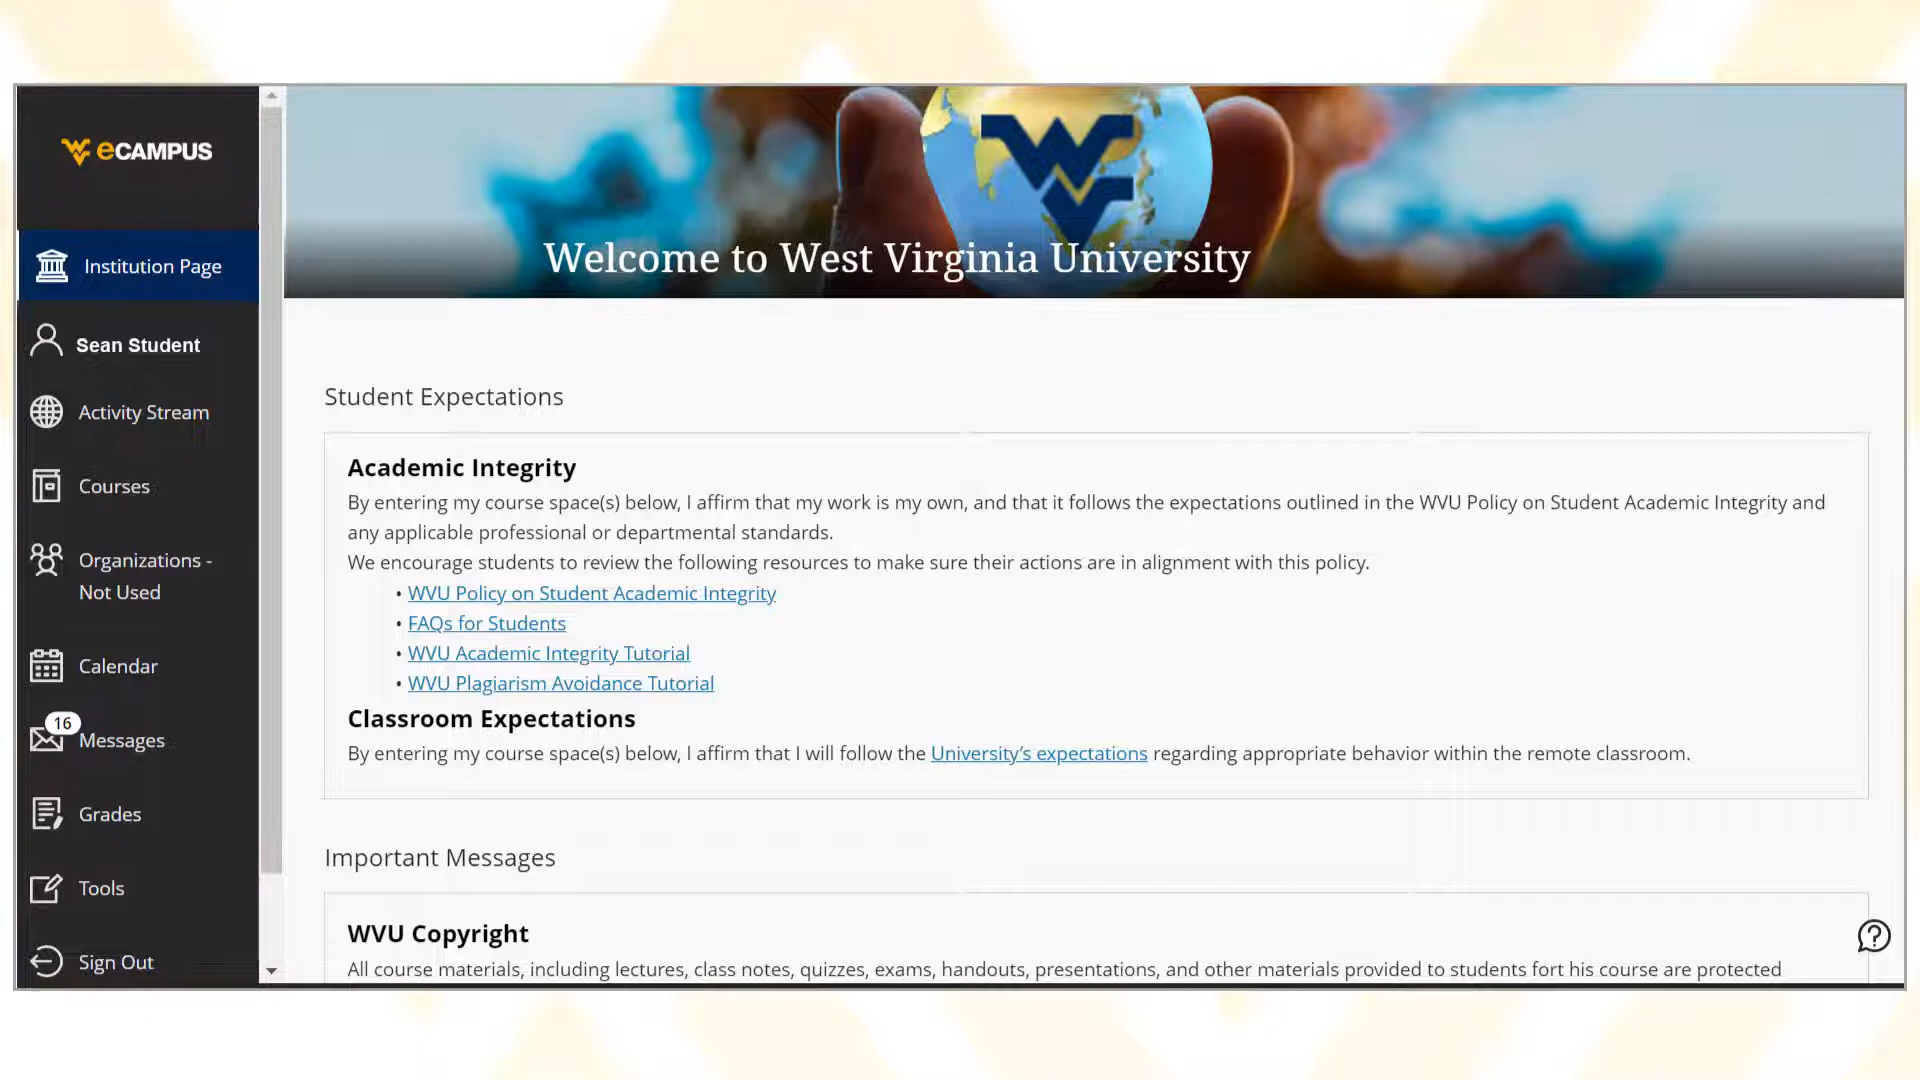 eCAMPUS
Institution Page
Sean Student
Activity Stream
Courses
Organizations -
Not Used
Calendar
16
Messages
Grades
Tools
Sign Out
Welcome to West Virginia University
Student Expectations
Academic Integrity
By entering my course space(s) below, I affirm that my work is my own, and that it follows the expectations outlined in the WVU Policy on Student Academic Integrity and
any applicable professional or departmental standards.
We encourage students to review the following resources to make sure their actions are in alignment with this policy.
• WVU Policy on Student Academic Integrity
• FAQs for Students
• WVU Academic Integrity Tutorial
• WVU Plagiarism Avoidance Tutorial
Classroom Expectations
By entering my course space(s) below, I affirm that I will follow the University's expectations regarding appropriate behavior within the remote classroom.
Important Messages
WVU Copyright
All course materials, including lectures, class notes, quizzes, exams, handouts, presentations, and other materials provided to students fort his course are protected